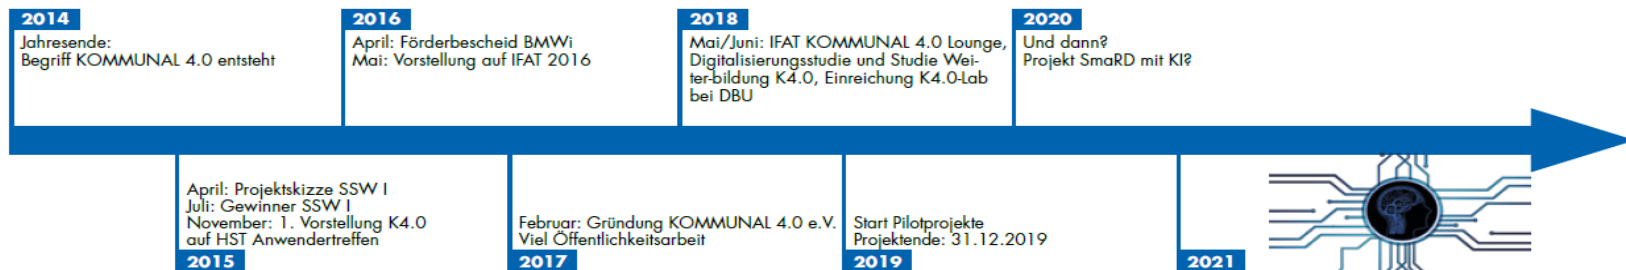 2014
Jahresende:
Begriff KOMMUNAL 4.0 entsteht
2016
April: Förderbescheid BMWi
Mai: Vorstellung auf IFAT 2016
2018
Mai/Juni: IFAT KOMMUNAL 4.0 Lounge,
Digitalisierungsstudie und Studie Wei-
ter-bildung K4.0, Einreichung K4.0-Lab
bei DBU
2020
Und dann?
Projekt SmaRD mit KI?
April: Projektskizze SSW I
Juli: Gewinner SSW I
November: 1. Vorstellung K4.0
auf HST Anwendertreffen
2015
Februar: Gründung KOMMUNAL 4.0 e.V.
Viel Öffentlichkeitsarbeit
2017
Start Pilotprojekte
Projektende: 31.12.2019
2019
2021